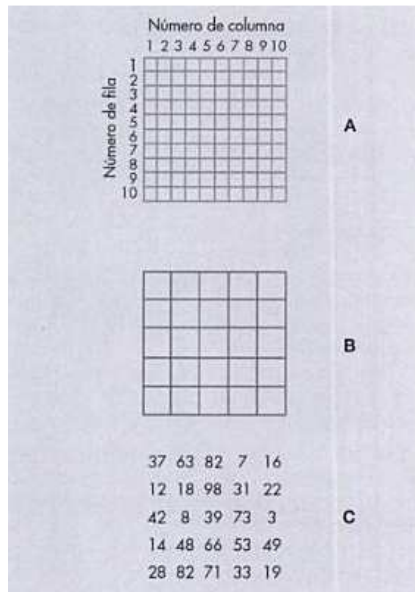 Número de columna
1 2 3 4 5 6 7 8 9 10
Número de fila
1
2
3
4
5
6
7
8
9
10
A
B
37 63 82 7 16
12 18 98 31 22
42 8 39 73 3
C
14 48 66 53 49
28 82 71 33 19